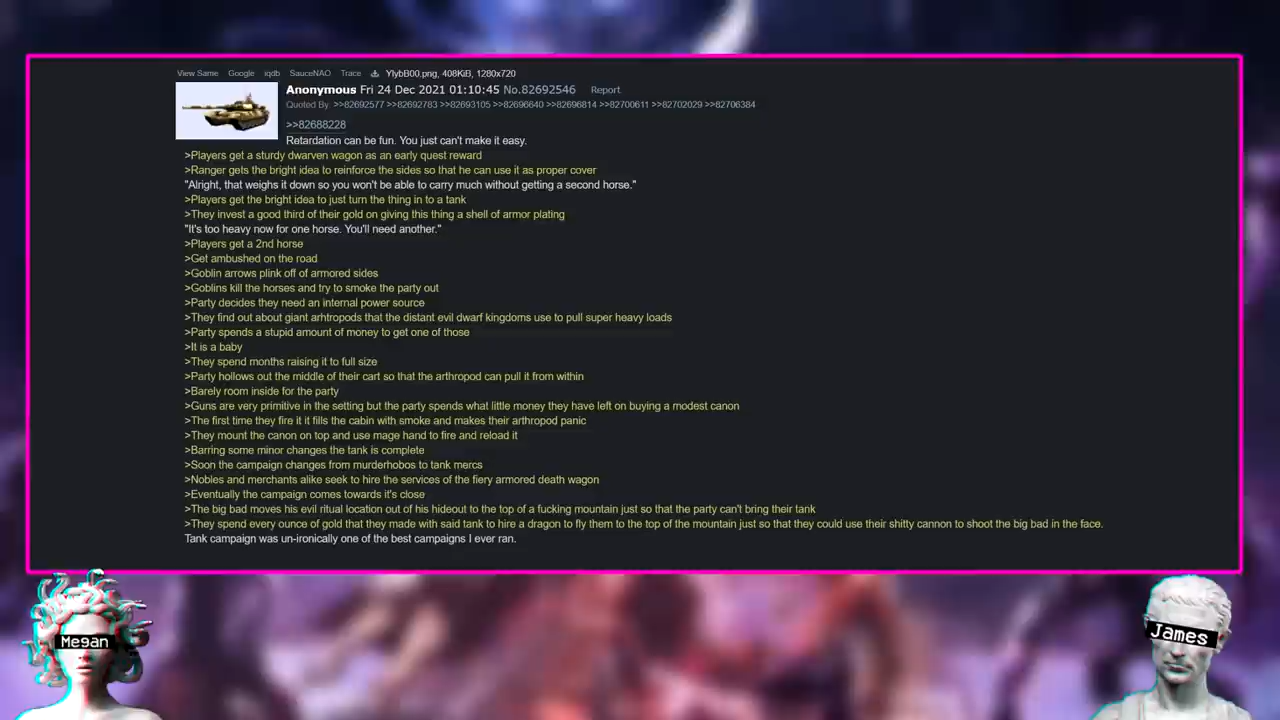 View Same Google iqdb SauceNAO Trace YlybB00.png, 408KiB, 1280x720
Anonymous Fri 24 Dec 2021 01:10:45 No.82692546 Report
Quoted By: >>82692577 >>82692783 >>82693105 >>82696640 >>82696814 >>82700611 >>82702029 >>82706384
>>82688228
Retardation can be fun. You just can't make it easy.
>Players get a sturdy dwarven wagon as an early quest reward
>Ranger gets the bright idea to reinforce the sides so that he can use it as proper cover
"Alright, that weighs it down so you won't be able to carry much without getting a second horse."
>Players get the bright idea to just turn the thing in to a tank
>They invest a good third of their gold on giving this thing a shell of armor plating
"It's too heavy now for one horse. You'll need another."
>Players get a 2nd horse
>Get ambushed on the road
>Goblin arrows plink off of armored sides
>Goblins kill the horses and try to smoke the party out
>Party decides they need an internal power source
>They find out about giant arhtropods that the distant evil dwarf kingdoms use to pull super heavy loads
>Party spends a stupid amount of money to get one of those
>It is a baby
>They spend months raising it to full size
>Party hollows out the middle of their cart so that the arthropod can pull it from within
>Barely room inside for the party
>Guns are very primitive in the setting but the party spends what little money they have left on buying a modest canon
>The first time they fire it it fills the cabin with smoke and makes their arthropod panic
>They mount the canon on top and use mage hand to fire and reload it
>Barring some minor changes the tank is complete
>Soon the campaign changes from murderhobos to tank mercs
>Nobles and merchants alike seek to hire the services of the fiery armored death wagon
>Eventually the campaign comes towards it's close
>The big bad moves his evil ritual location out of his hideout to the top of a fucking mountain just so that the party can't bring their tank
>They spend every ounce of gold that they made with said tank to hire a dragon to fly them to the top of the mountain just so that they could use their shitty cannon to shoot the big bad in the face.
Tank campaign was un-ironically one of the best campaigns I ever ran.
Megan
James